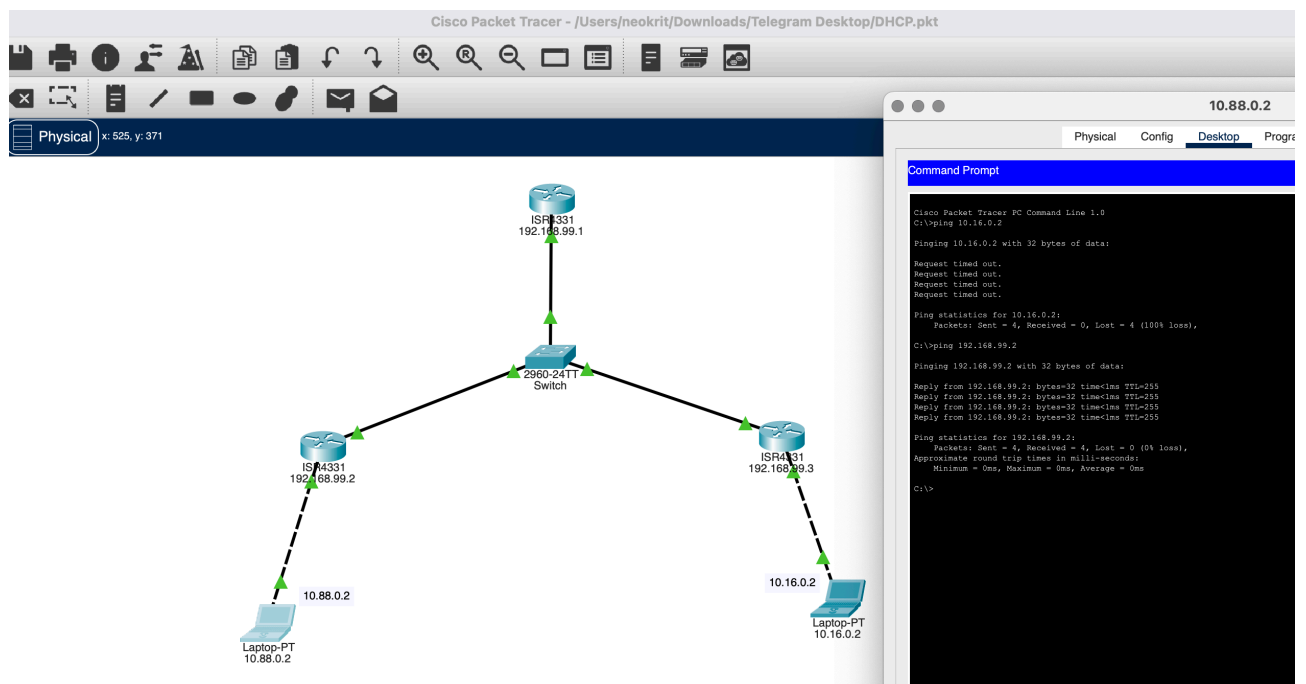 Cisco Packet Tracer - /Users/neokrit/Downloads/Telegram Desktop/DHCP.pkt
Physical x: 525, y: 371
ISR4331
192.168.99.1
2960-24TT
Switch
ISR4331
192.168.99.2
ISR4331
192.168.99.3
10.88.0.2
Laptop-PT
10.88.0.2
10.16.0.2
Laptop-PT
10.16.0.2
10.88.0.2
Physical Config Desktop Progra
Command Prompt
Cisco Packet Tracer PC Command Line 1.0
C:\>ping 10.16.0.2
Pinging 10.16.0.2 with 32 bytes of data:
Request timed out.
Request timed out.
Request timed out.
Request timed out.
Ping statistics for 10.16.0.2:
Packets: Sent = 4, Received = 0, Lost = 4 (100% loss),
C:\>ping 192.168.99.2
Pinging 192.168.99.2 with 32 bytes of data:
Reply from 192.168.99.2: bytes=32 time<1ms TTL=255
Reply from 192.168.99.2: bytes=32 time<1ms TTL=255
Reply from 192.168.99.2: bytes=32 time<1ms TTL=255
Reply from 192.168.99.2: bytes=32 time<1ms TTL=255
Ping statistics for 192.168.99.2:
Packets: Sent = 4, Received = 4, Lost = 0 (0% loss),
Approximate round trip times in milli-seconds:
Minimum = 0ms, Maximum = 0ms, Average = 0ms
C:\>